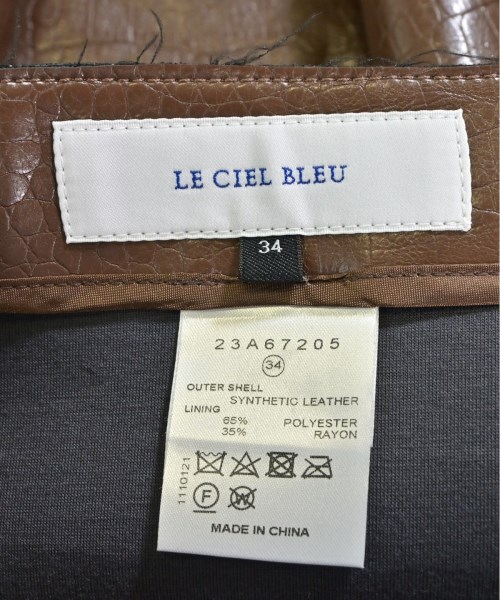 LE CIEL BLEU
34
23A67205
34
OUTER SHELL
SYNTHETIC LEATHER
LINING
65% POLYESTER
35% RAYON
1110121
F W
MADE IN CHINA